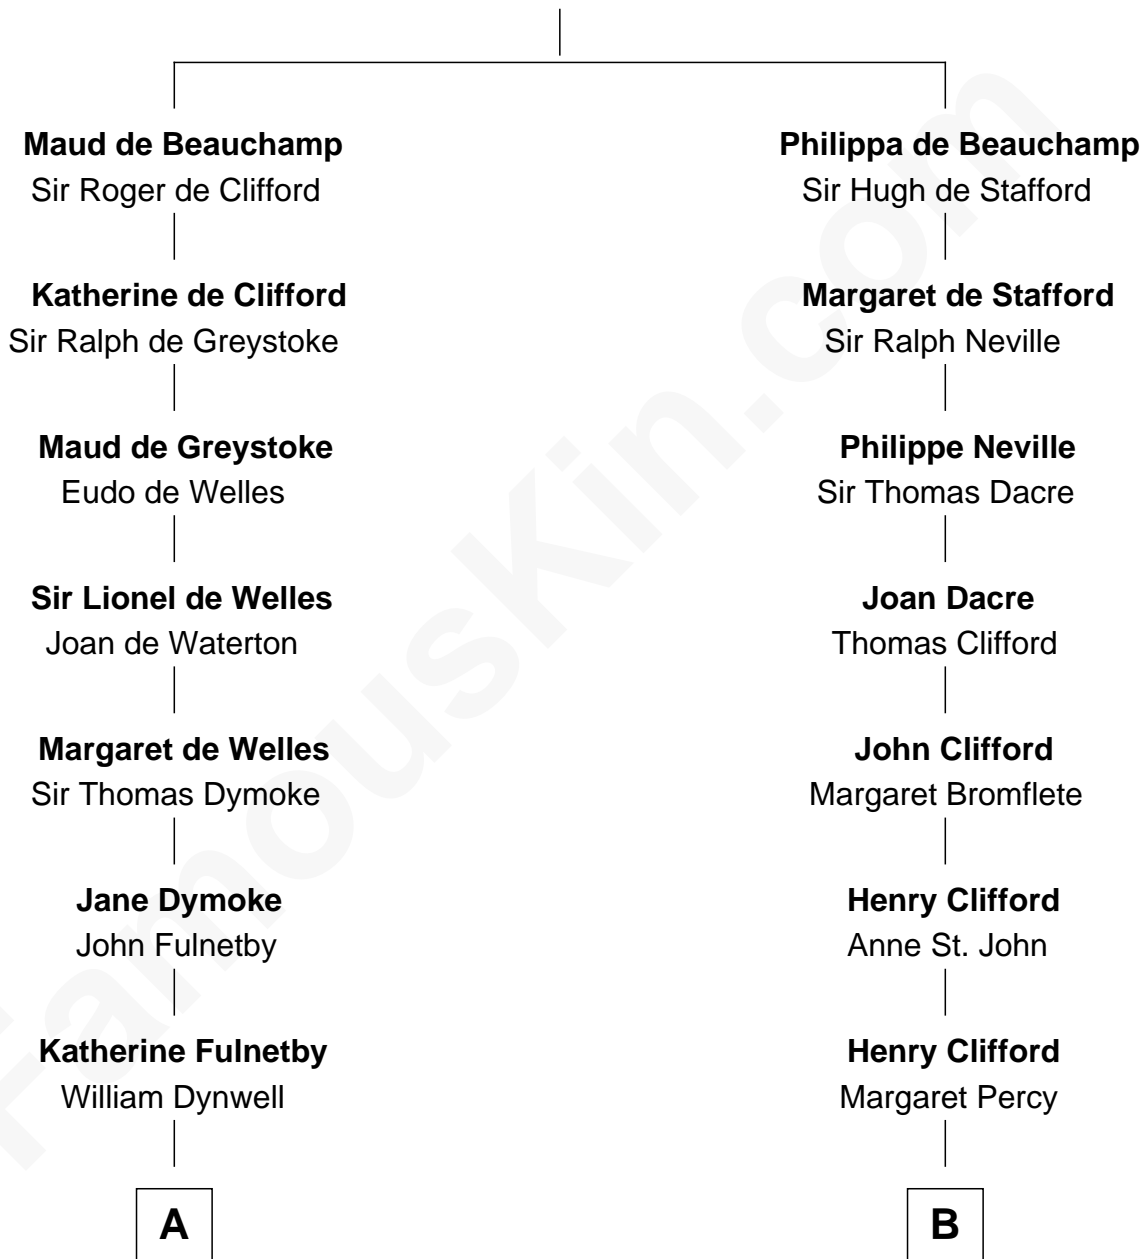 Maud de Beauchamp
Sir Roger de Clifford
Katherine de Clifford
Sir Ralph de Greystoke
Maud de Greystoke
Eudo de Welles
Sir Lionel de Welles
Joan de Waterton
Margaret de Welles
Sir Thomas Dymoke
Jane Dymoke
John Fulnetby
Katherine Fulnetby
William Dynwell
A
Philippa de Beauchamp
Sir Hugh de Stafford
Margaret de Stafford
Sir Ralph Neville
Philippe Neville
Sir Thomas Dacre
Joan Dacre
Thomas Clifford
John Clifford
Margaret Bromflete
Henry Clifford
Anne St. John
Henry Clifford
Margaret Percy
B
FamousKin.com